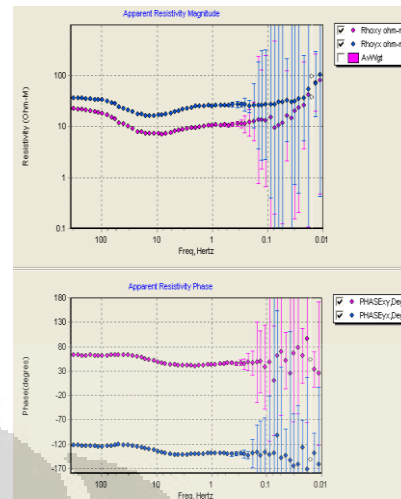 Apparent Resistivity Magnitude
Rhoxy ohm-m
Rhoyx ohm-m
AvWgt
Resistivity (Ohm-M)
100
10
1
0.1
100
10
1
0.1
0.01
Freq, Hertz
Apparent Resistivity Phase
PHASExy,Deg
PHASEyx,Deg
Phase(degrees)
180
130
80
30
-20
-70
-120
-170
100
10
1
0.1
0.01
Freq, Hertz